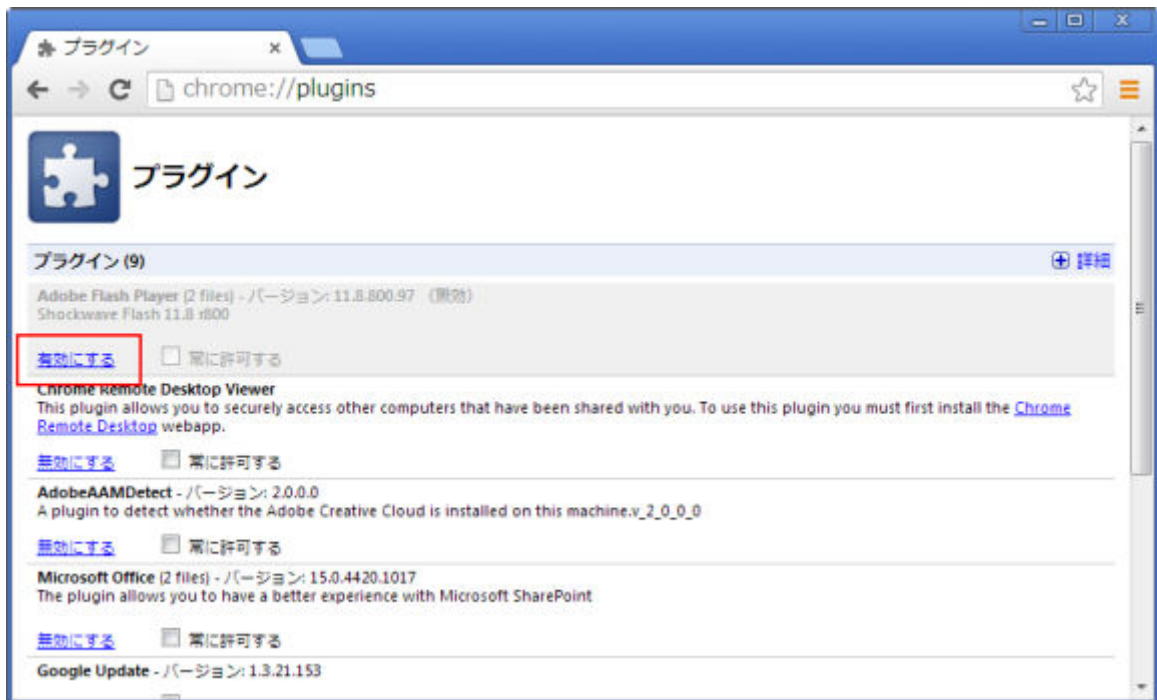 プラグイン
chrome://plugins
プラグイン
プラグイン (9)
詳細
Adobe Flash Player (2 files) - バージョン: 11.8.800.97 （無効）
Shockwave Flash 11.8 r800
有効にする 常に許可する
Chrome Remote Desktop Viewer
This plugin allows you to securely access other computers that have been shared with you. To use this plugin you must first install the Chrome
Remote Desktop webapp.
無効にする 常に許可する
AdobeAAMDetect - バージョン: 2.0.0.0
A plugin to detect whether the Adobe Creative Cloud is installed on this machine.v_2_0_0_0
無効にする 常に許可する
Microsoft Office (2 files) - バージョン: 15.0.4420.1017
The plugin allows you to have a better experience with Microsoft SharePoint
無効にする 常に許可する
Google Update - バージョン: 1.3.21.153